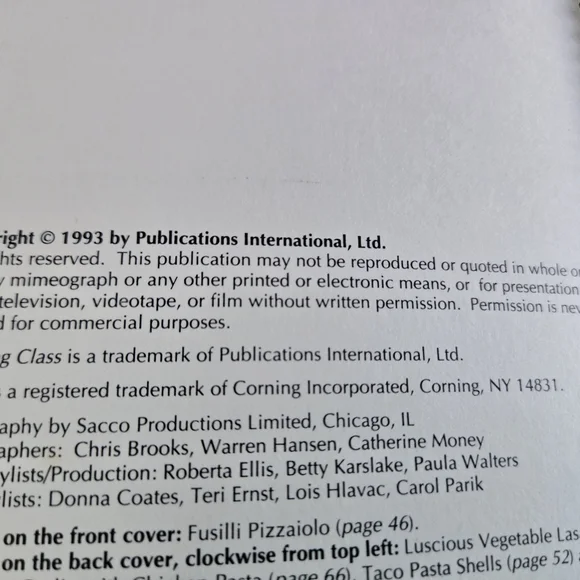 right © 1993 by Publications International, Ltd.
hts reserved. This publication may not be reproduced or quoted in whole or
y mimeograph or any other printed or electronic means, or for presentation
television, videotape, or film without written permission. Permission is nev
d for commercial purposes.
g Class is a trademark of Publications International, Ltd.
a registered trademark of Corning Incorporated, Corning, NY 14831.
aphy by Sacco Productions Limited, Chicago, IL
aphers: Chris Brooks, Warren Hansen, Catherine Money
ylists/Production: Roberta Ellis, Betty Karslake, Paula Walters
lists: Donna Coates, Teri Ernst, Lois Hlavac, Carol Parik
on the front cover: Fusilli Pizzaiolo (page 46).
on the back cover, clockwise from top left: Luscious Vegetable Las
with Chicken Pasta (page 66), Taco Pasta Shells (page 52)